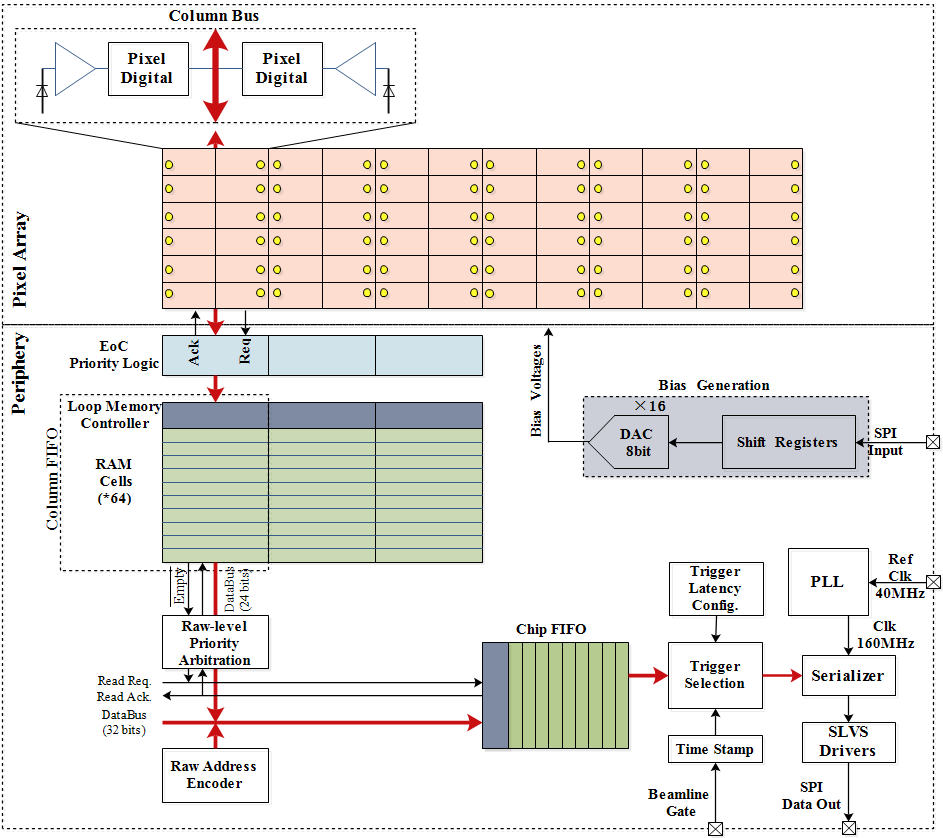 Column Bus
Pixel
Digital
Pixel
Digital
Pixel Array
Periphery
EoC
Priority Logic
Ack
Req
Bias Voltages
Bias Generation
×16
DAC
8bit
Shift Registers
SPI
Input
Column FIFO
Loop Memory
Controller
RAM
Cells
(*64)
Empty
DataBus
(24 bits)
Raw-level
Priority
Arbitration
Read Req.
Read Ack.
DataBus
(32 bits)
Raw Address
Encoder
Chip FIFO
Trigger
Latency
Config.
Trigger
Selection
Time Stamp
Beamline
Gate
PLL
Ref
Clk
40MHz
Clk
160MHz
Serializer
SLVS
Drivers
SPI
Data Out